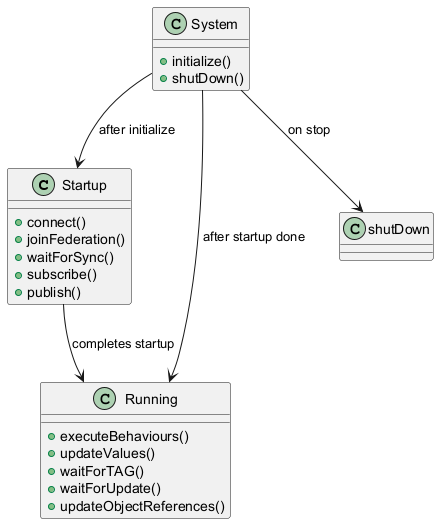 C System
initialize()
shutDown()
after initialize
on stop
C Startup
connect()
joinFederation()
waitForSync()
subscribe()
publish()
C shutDown
after startup done
completes startup
C Running
executeBehaviours()
updateValues()
waitForTAG()
waitForUpdate()
updateObjectReferences()